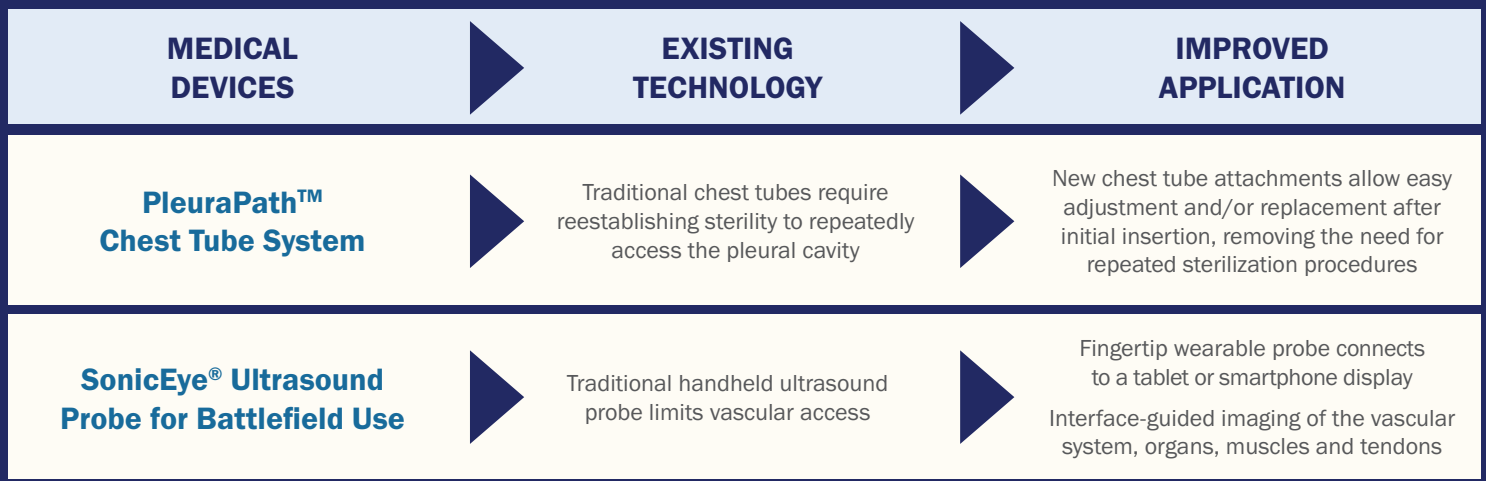 MEDICAL
DEVICES
EXISTING
TECHNOLOGY
IMPROVED
APPLICATION
PleuraPath™
Chest Tube System
Traditional chest tubes require
reestablishing sterility to repeatedly
access the pleural cavity
New chest tube attachments allow easy
adjustment and/or replacement after
initial insertion, removing the need for
repeated sterilization procedures
SonicEye® Ultrasound
Probe for Battlefield Use
Traditional handheld ultrasound
probe limits vascular access
Fingertip wearable probe connects
to a tablet or smartphone display
Interface-guided imaging of the vascular
system, organs, muscles and tendons